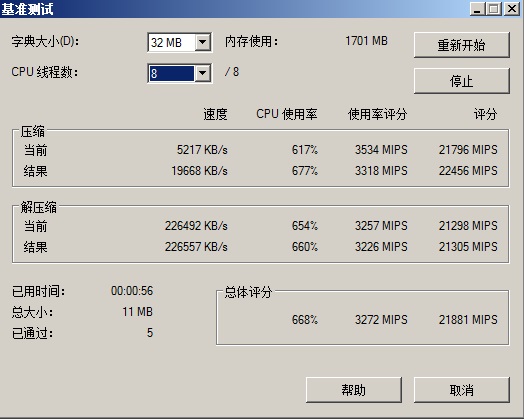 基准测试
字典大小(D): 32 MB 内存使用: 1701 MB 重新开始
CPU 线程数: 8 / 8 停止
速度 CPU 使用率 使用率评分 评分
压缩
当前 5217 KB/s 617% 3534 MIPS 21796 MIPS
结果 19668 KB/s 677% 3318 MIPS 22456 MIPS
解压缩
当前 226492 KB/s 654% 3257 MIPS 21298 MIPS
结果 226557 KB/s 660% 3226 MIPS 21305 MIPS
已用时间: 00:00:56 总体评分
总大小: 11 MB 668% 3272 MIPS 21881 MIPS
已通过: 5
帮助 取消